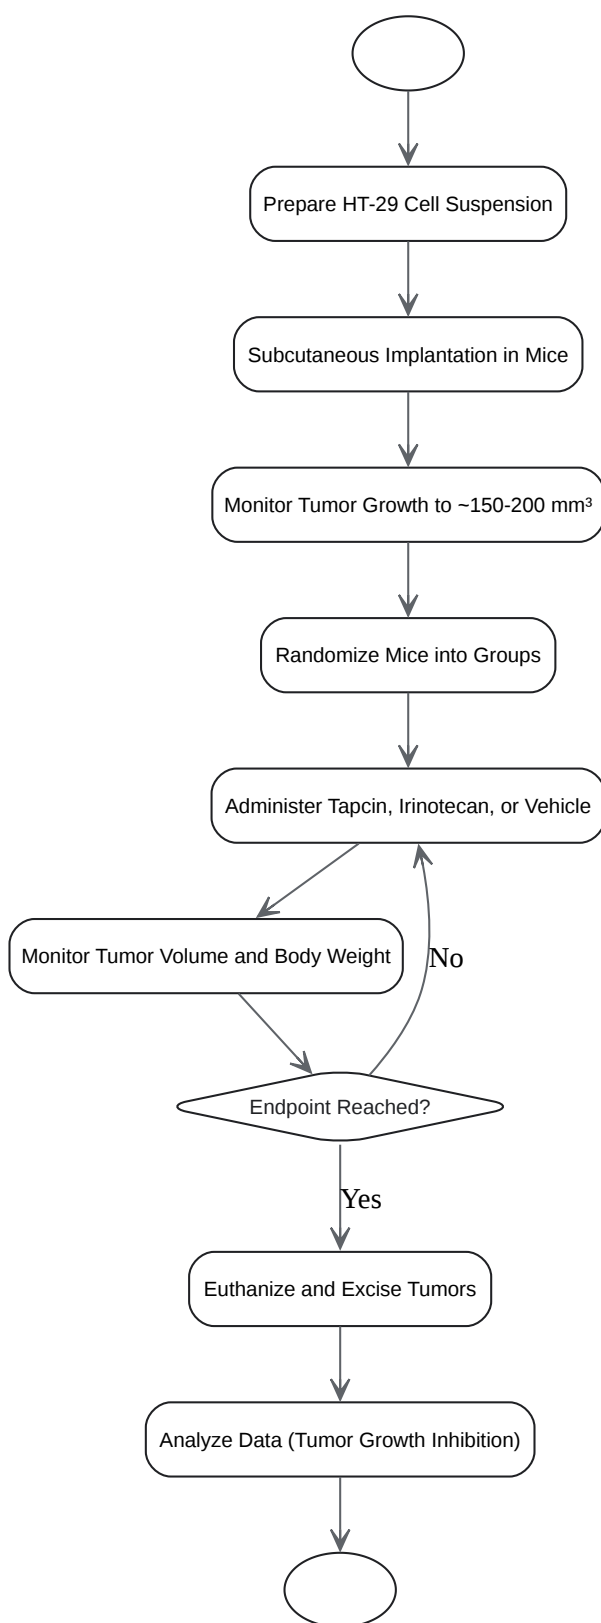 Prepare HT-29 Cell Suspension
Subcutaneous Implantation in Mice
Monitor Tumor Growth to ~150-200 mm³
Randomize Mice into Groups
Administer Tapcin, Irinotecan, or Vehicle
Monitor Tumor Volume and Body Weight
No
Endpoint Reached?
Yes
Euthanize and Excise Tumors
Analyze Data (Tumor Growth Inhibition)